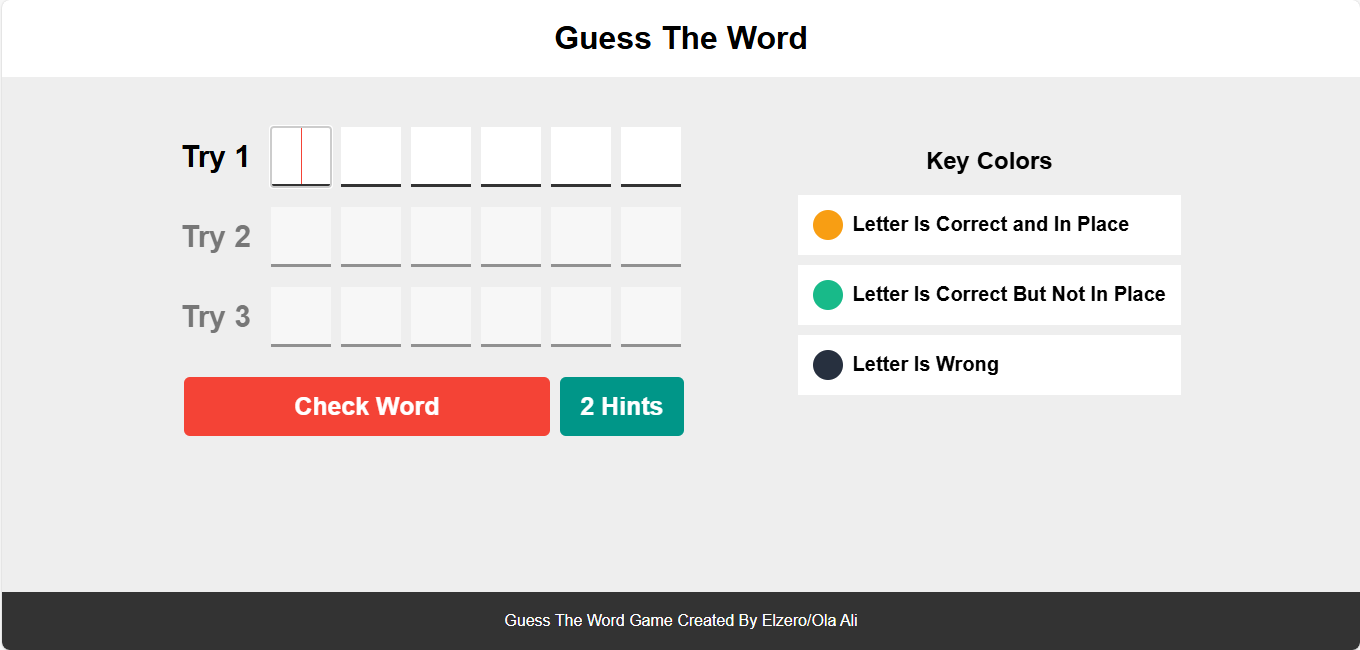 Guess The Word
Try 1
Try 2
Try 3
Check Word
2 Hints
Key Colors
Letter Is Correct and In Place
Letter Is Correct But Not In Place
Letter Is Wrong
Guess The Word Game Created By Elzero/Ola Ali